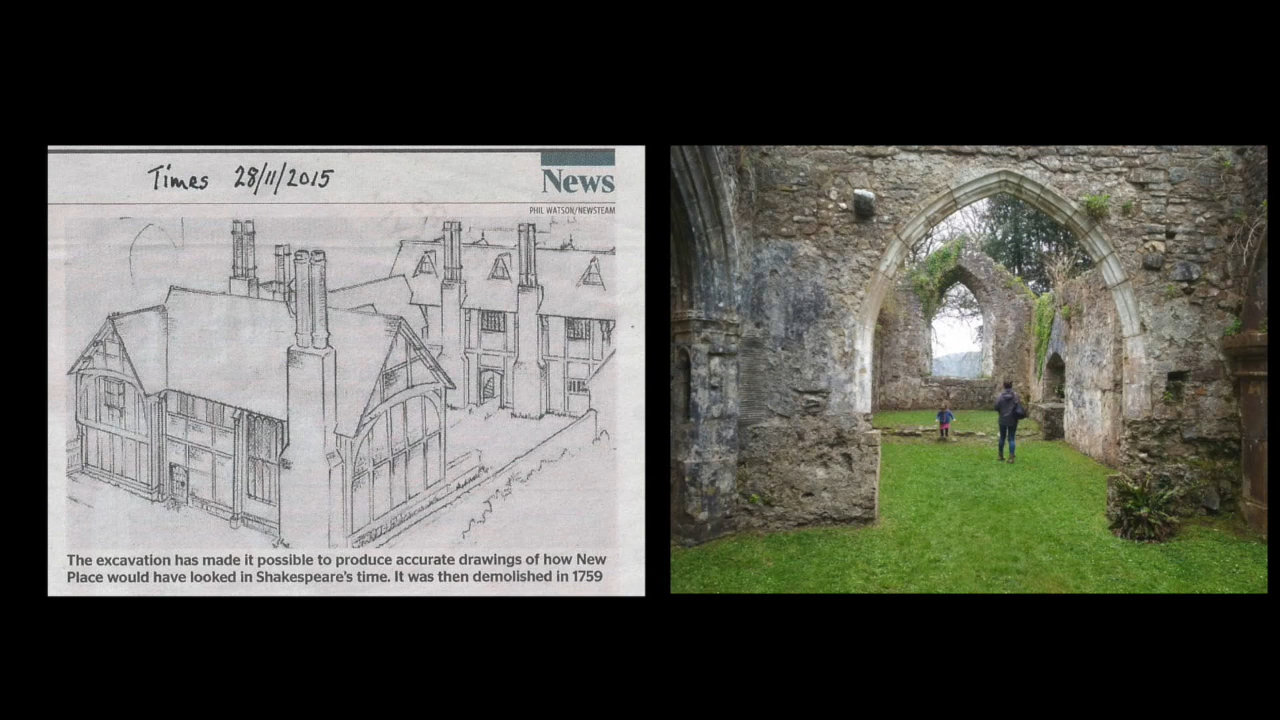 Times 28/11/2015
News
PHIL WATSON/NEWSTEAM
The excavation has made it possible to produce accurate drawings of how New
Place would have looked in Shakespeare's time. It was then demolished in 1759